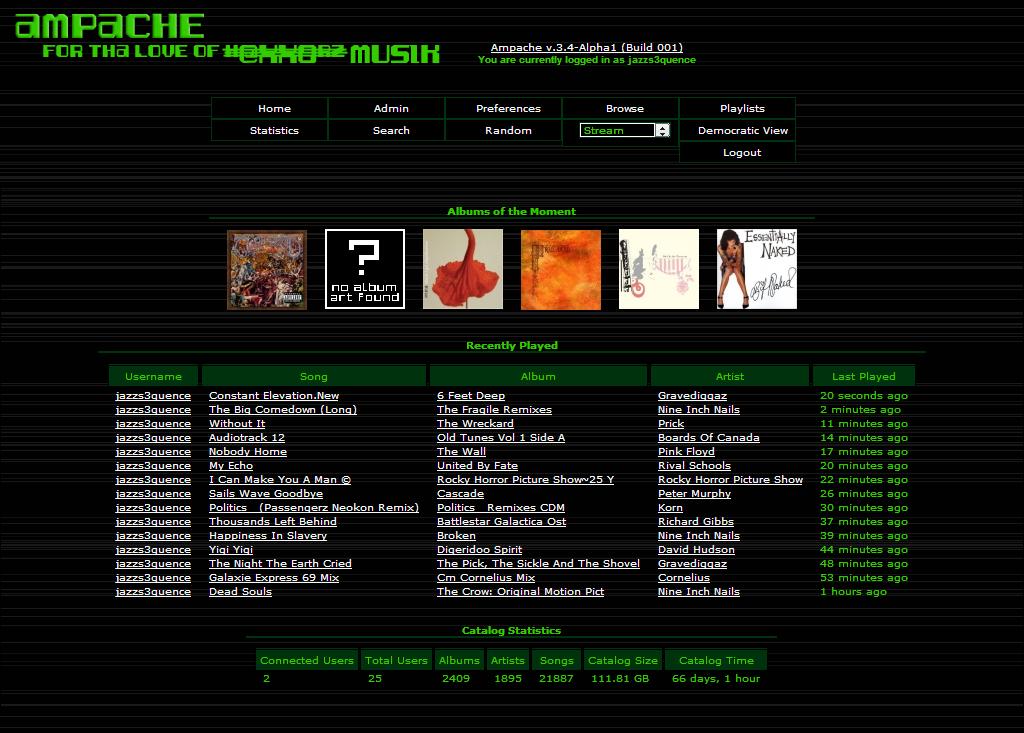 AMPACHE
FOR THA LOVE OF MUSIK
Ampache v.3.4-Alpha1 (Build 001)
You are currently logged in as jazzs3quence
Home Admin Preferences Browse Playlists
Statistics Search Random Stream Democratic View
Logout
Albums of the Moment
?
no album
art found
ESSENTIALLY
NAKED
Recently Played
Username Song Album Artist Last Played
jazzs3quence Constant Elevation.New 6 Feet Deep Gravediggaz 20 seconds ago
jazzs3quence The Big Comedown (Long) The Fragile Remixes Nine Inch Nails 2 minutes ago
jazzs3quence Without It The Wreckard Prick 11 minutes ago
jazzs3quence Audiotrack 12 Old Tunes Vol 1 Side A Boards Of Canada 14 minutes ago
jazzs3quence Nobody Home The Wall Pink Floyd 17 minutes ago
jazzs3quence My Echo United By Fate Rival Schools 20 minutes ago
jazzs3quence I Can Make You A Man © Rocky Horror Picture Show~25 Y Rocky Horror Picture Show 22 minutes ago
jazzs3quence Sails Wave Goodbye Cascade Peter Murphy 26 minutes ago
jazzs3quence Politics _ (Passengerz Neokon Remix) Politics _ Remixes CDM Korn 30 minutes ago
jazzs3quence Thousands Left Behind Battlestar Galactica Ost Richard Gibbs 37 minutes ago
jazzs3quence Happiness In Slavery Broken Nine Inch Nails 39 minutes ago
jazzs3quence Yigi Yigi Digeridoo Spirit David Hudson 44 minutes ago
jazzs3quence The Night The Earth Cried The Pick, The Sickle And The Shovel Gravediggaz 48 minutes ago
jazzs3quence Galaxie Express 69 Mix Cm Cornelius Mix Cornelius 53 minutes ago
jazzs3quence Dead Souls The Crow: Original Motion Pict Nine Inch Nails 1 hours ago
Catalog Statistics
Connected Users Total Users Albums Artists Songs Catalog Size Catalog Time
2 25 2409 1895 21887 111.81 GB 66 days, 1 hour